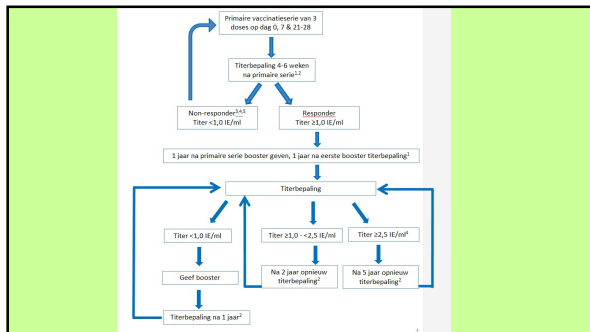 Primaire vaccinatieserie van 3
doses op dag 0, 7 & 21-28
Titerbepaling 4-6 weken
na primaire serie¹,²
Non-responder³,⁴,⁵
Titer <1,0 IE/ml
Responder
Titer ≥1,0 IE/ml
1 jaar na primaire serie booster geven, 1 jaar na eerste booster titerbepaling¹
Titerbepaling
Titer <1,0 IE/ml
Titer ≥1,0 - <2,5 IE/ml
Titer ≥2,5 IE/ml⁴
Geef booster
Na 2 jaar opnieuw
titerbepaling²
Na 5 jaar opnieuw
titerbepaling²
Titerbepaling na 1 jaar²